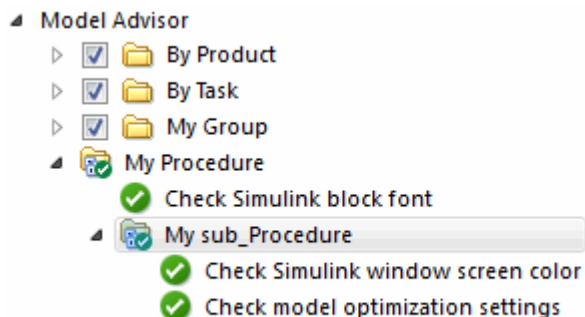 Model Advisor
By Product
By Task
My Group
My Procedure
Check Simulink block font
My sub_Procedure
Check Simulink window screen color
Check model optimization settings